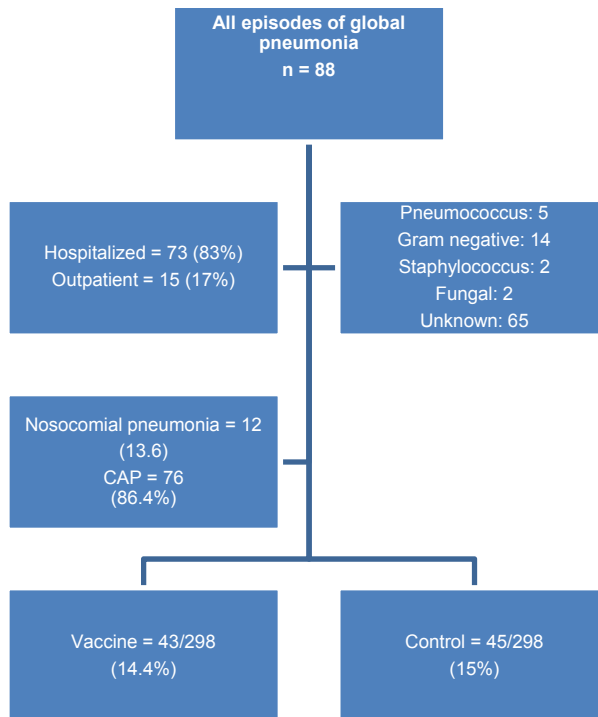 All episodes of global
pneumonia
n = 88
Hospitalized = 73 (83%)
Outpatient = 15 (17%)
Pneumococcus: 5
Gram negative: 14
Staphylococcus: 2
Fungal: 2
Unknown: 65
Nosocomial pneumonia = 12
(13.6)
CAP = 76
(86.4%)
Vaccine = 43/298
(14.4%)
Control = 45/298
(15%)